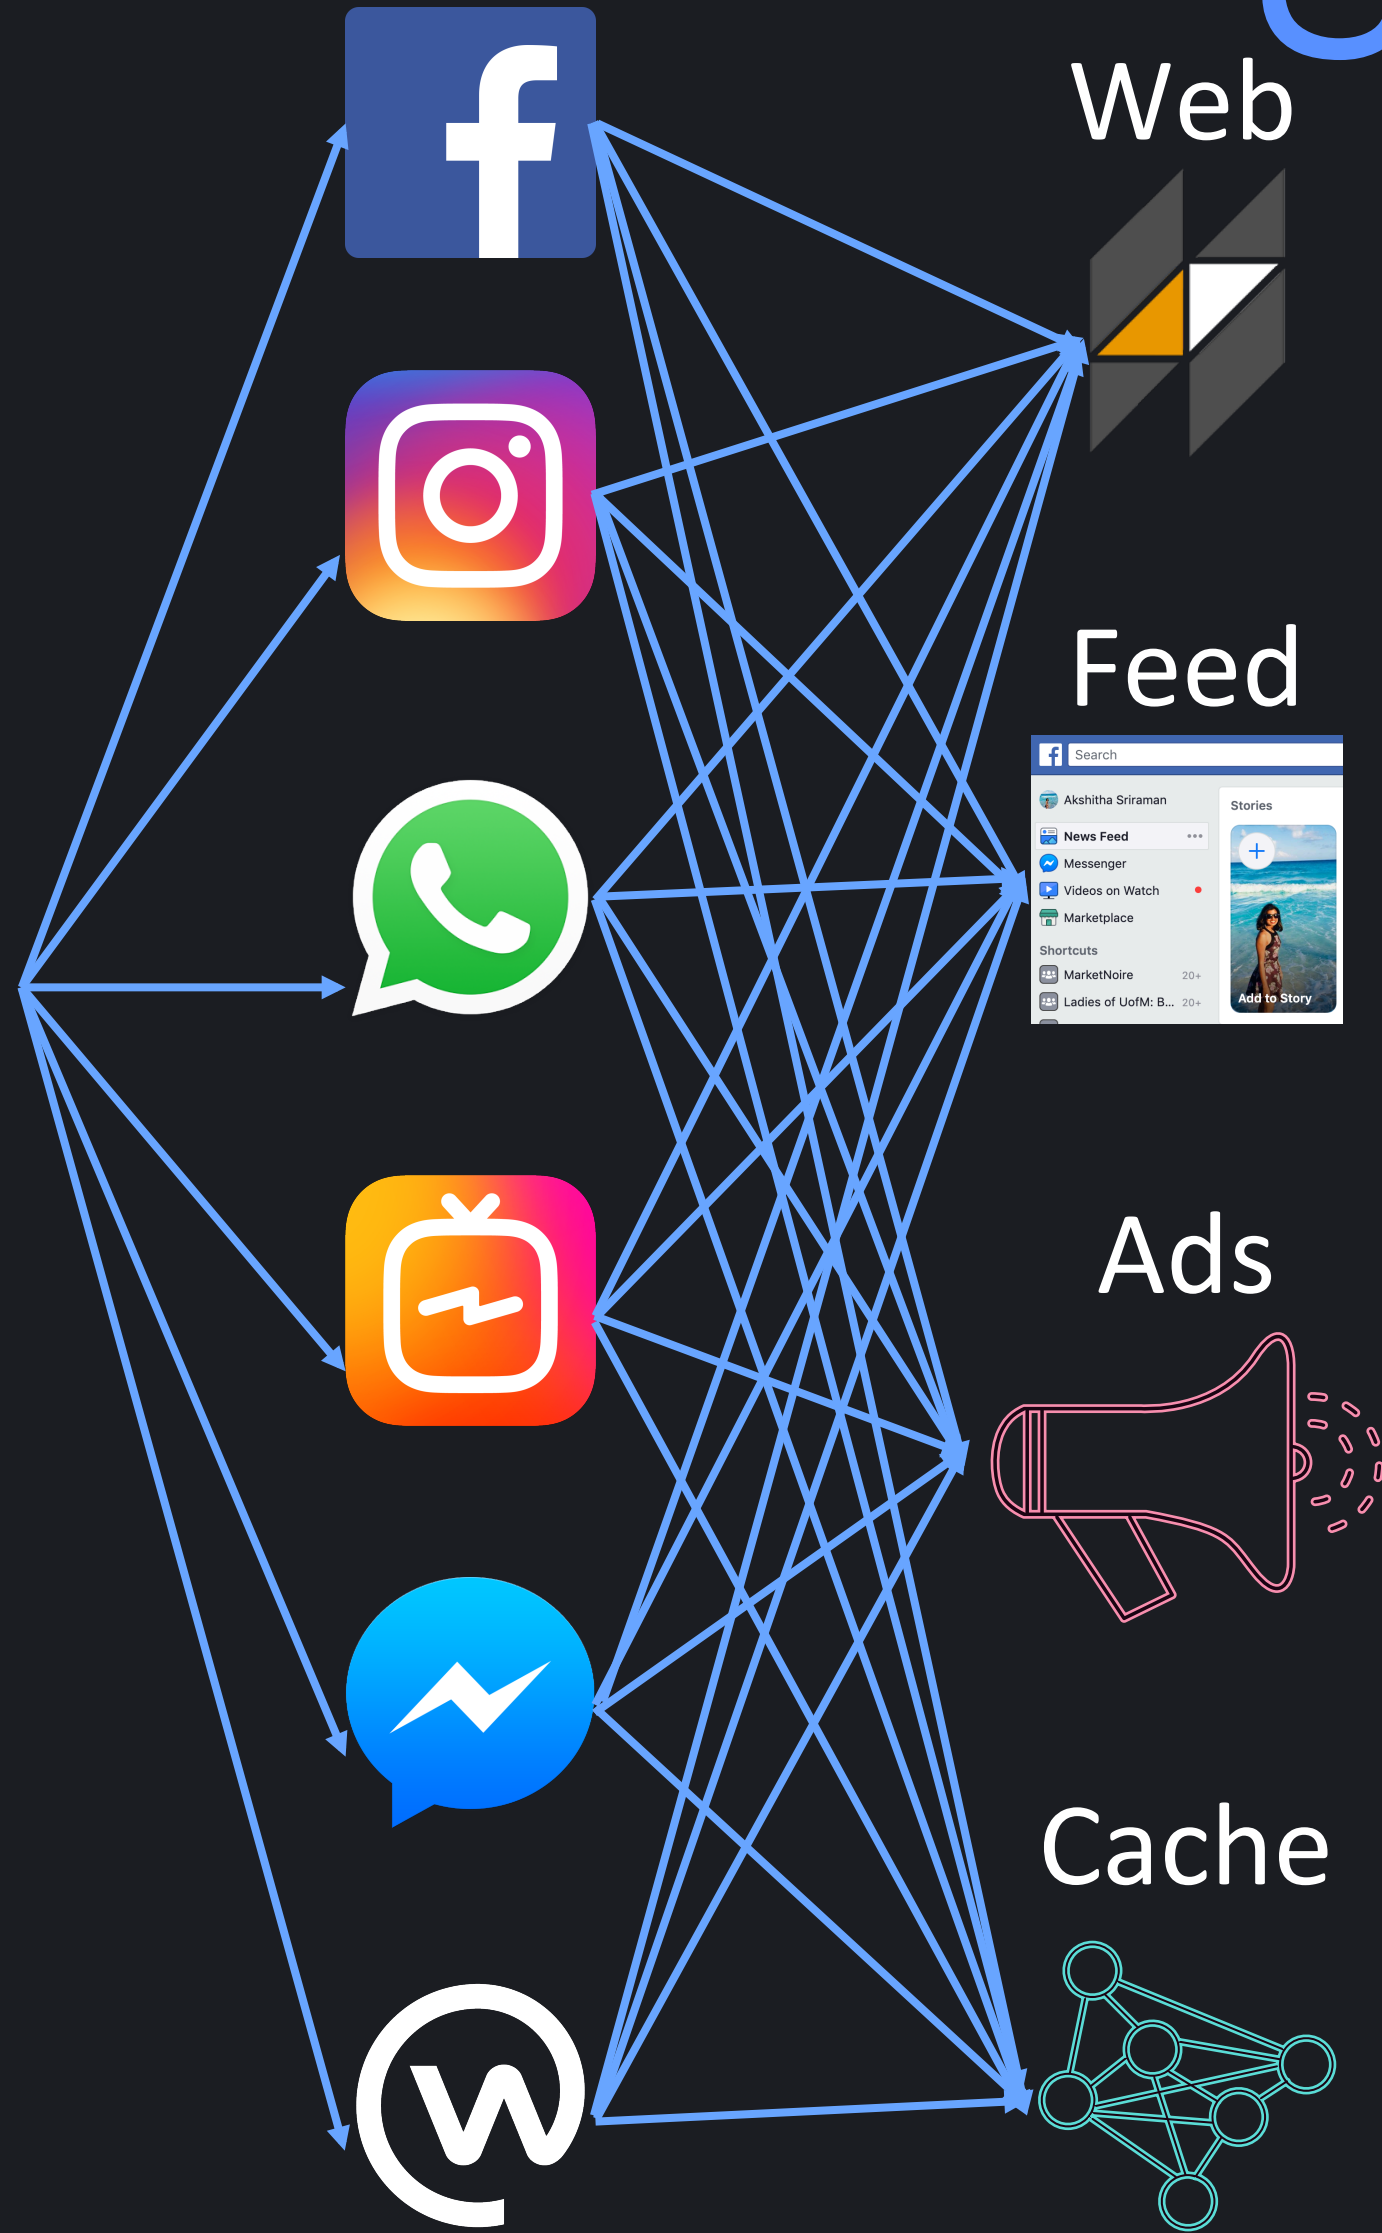 Web
Feed
Search
Akshitha Sriraman
News Feed
Messenger
Videos on Watch
Marketplace
Shortcuts
MarketNoire 20+
Ladies of UofM: B... 20+
Stories
Add to Story
Ads
Cache